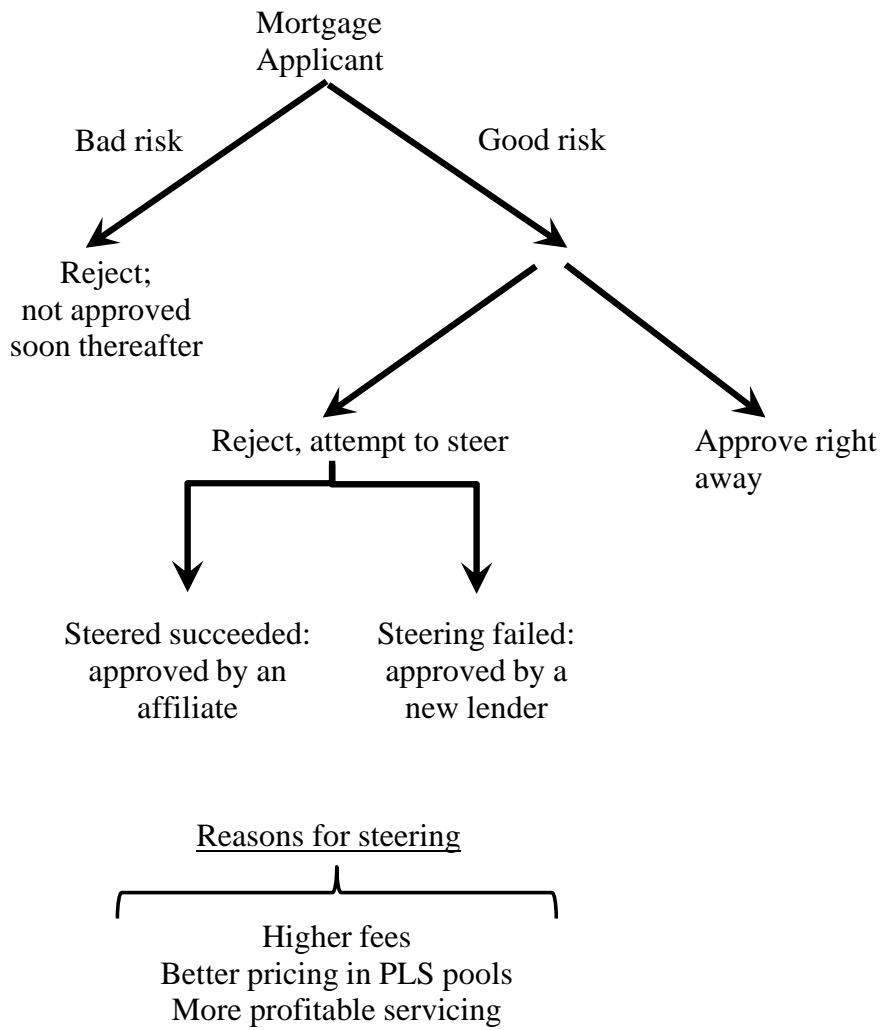 Mortgage
Applicant
Bad risk
Good risk
Reject;
not approved
soon thereafter
Reject, attempt to steer
Approve right
away
Steered succeeded:
approved by an
affiliate
Steering failed:
approved by a
new lender
Reasons for steering
Higher fees
Better pricing in PLS pools
More profitable servicing